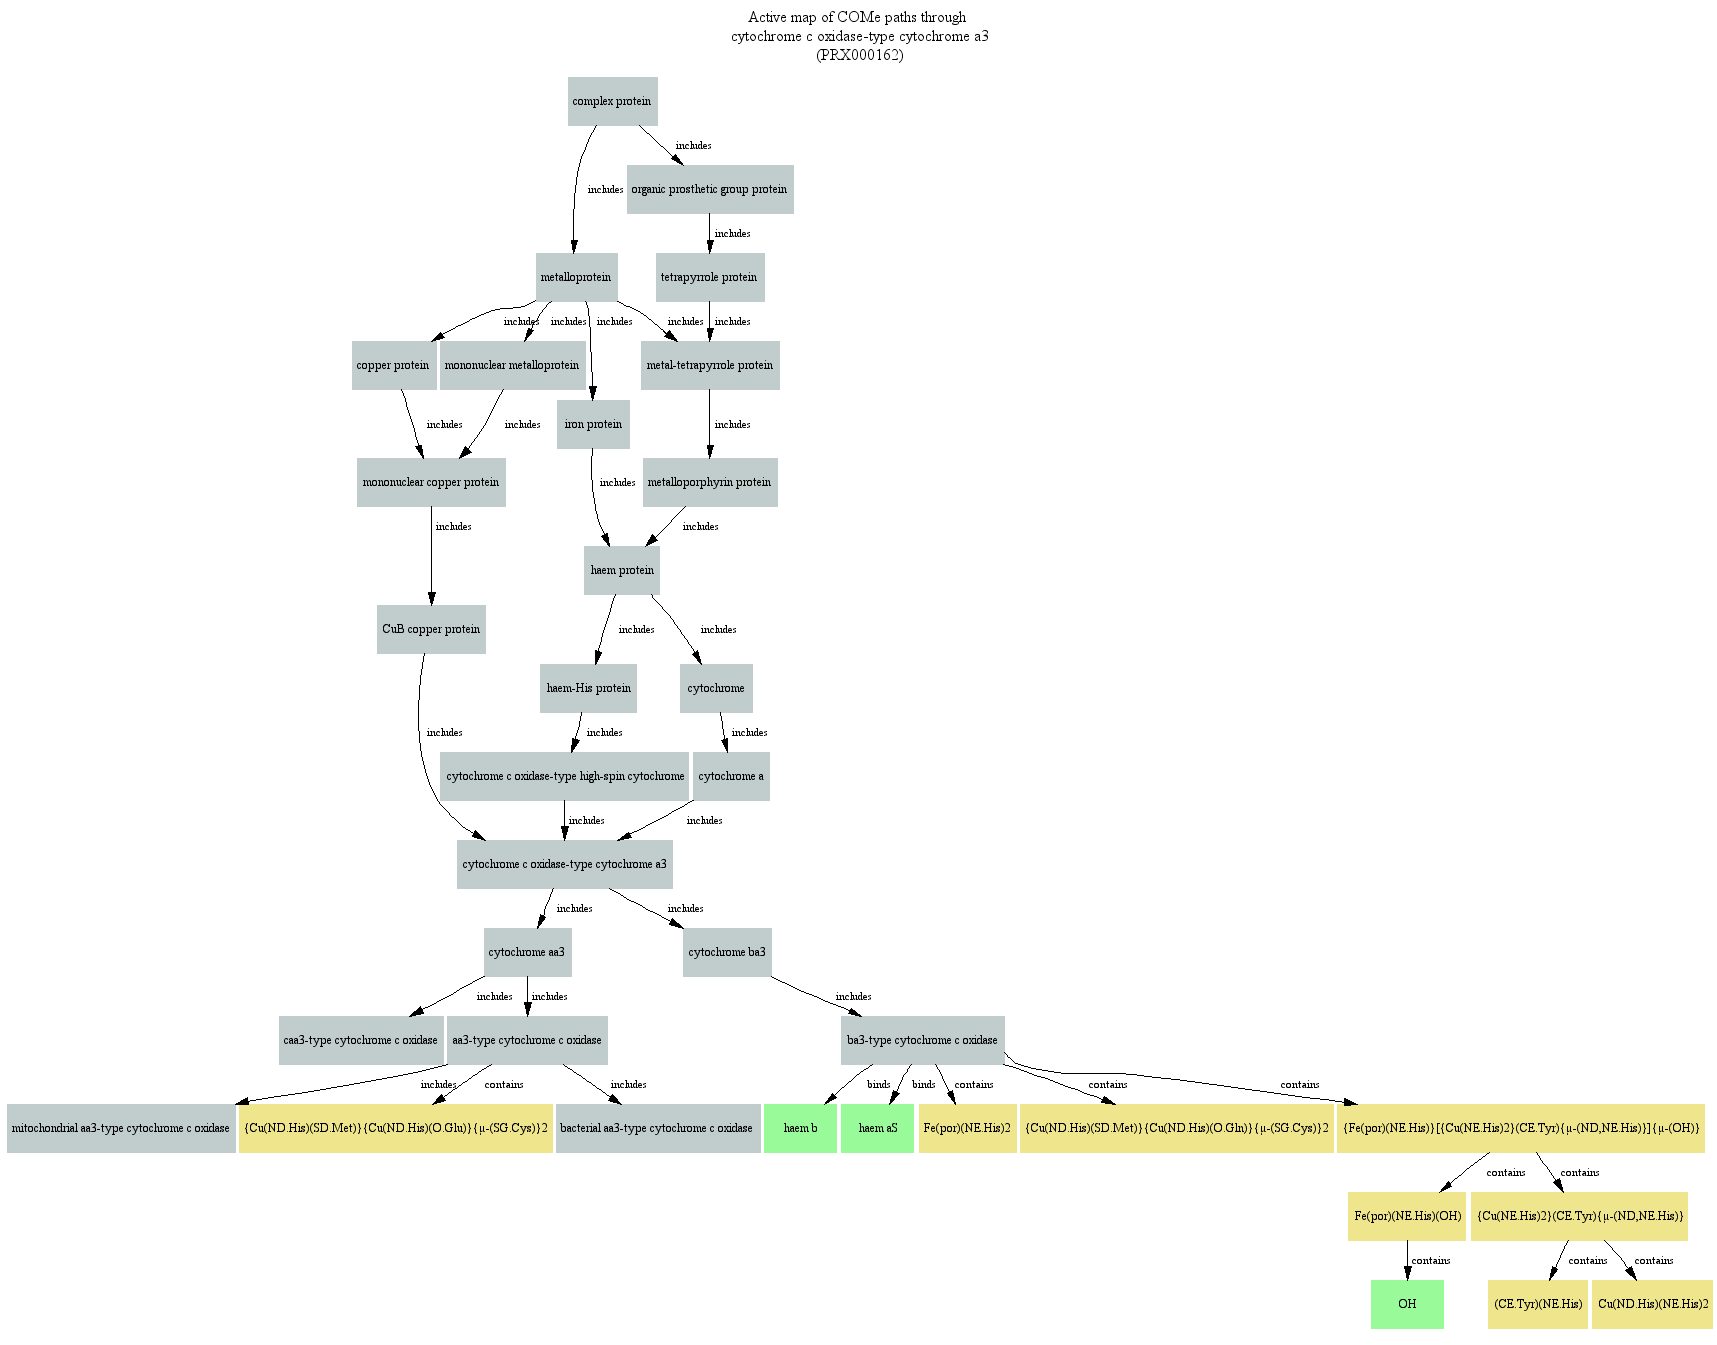 Active map of COMe paths through
cytochrome c oxidase-type cytochrome a3
(PRX000162)
complex protein
includes
includes
organic prosthetic group protein
includes
metalloprotein
tetrapyrrole protein
includes
includes
includes
includes
includes
copper protein
mononuclear metalloprotein
metal-tetrapyrrole protein
iron protein
includes
includes
includes
mononuclear copper protein
includes
metalloporphyrin protein
includes
includes
haem protein
CuB copper protein
includes
includes
haem-His protein
cytochrome
includes
includes
includes
cytochrome c oxidase-type high-spin cytochrome
cytochrome a
includes
includes
cytochrome c oxidase-type cytochrome a3
includes
includes
cytochrome aa3
cytochrome ba3
includes
includes
includes
caa3-type cytochrome c oxidase
aa3-type cytochrome c oxidase
ba3-type cytochrome c oxidase
includes
contains
includes
binds
binds
contains
contains
contains
mitochondrial aa3-type cytochrome c oxidase
{Cu(ND.His)(SD.Met)}{Cu(ND.His)(O.Glu)}{μ-(SG.Cys)}2
bacterial aa3-type cytochrome c oxidase
haem b
haem aS
Fe(por)(NE.His)2
{Cu(ND.His)(SD.Met)}{Cu(ND.His)(O.Gln)}{μ-(SG.Cys)}2
{Fe(por)(NE.His)}[{Cu(NE.His)2}(CE.Tyr){μ-(ND,NE.His)}]{μ-(OH)}
contains
contains
Fe(por)(NE.His)(OH)
{Cu(NE.His)2}(CE.Tyr){μ-(ND,NE.His)}
contains
contains
contains
OH
(CE.Tyr)(NE.His)
Cu(ND.His)(NE.His)2